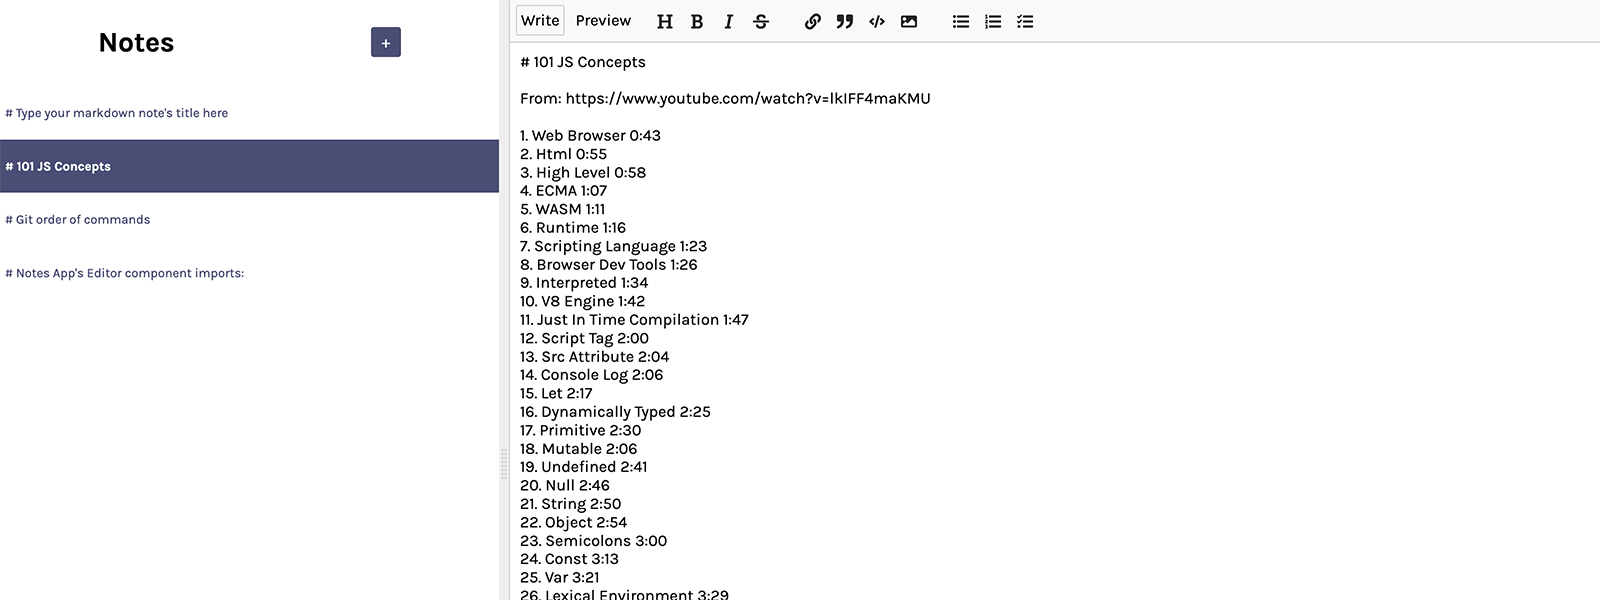 Notes
+
# Type your markdown note's title here
# 101 JS Concepts
# Git order of commands
# Notes App's Editor component imports:
Write Preview H B I S
# 101 JS Concepts
From: https://www.youtube.com/watch?v=lkIFF4maKMU
1. Web Browser 0:43
2. Html 0:55
3. High Level 0:58
4. ECMA 1:07
5. WASM 1:11
6. Runtime 1:16
7. Scripting Language 1:23
8. Browser Dev Tools 1:26
9. Interpreted 1:34
10. V8 Engine 1:42
11. Just In Time Compilation 1:47
12. Script Tag 2:00
13. Src Attribute 2:04
14. Console Log 2:06
15. Let 2:17
16. Dynamically Typed 2:25
17. Primitive 2:30
18. Mutable 2:06
19. Undefined 2:41
20. Null 2:46
21. String 2:50
22. Object 2:54
23. Semicolons 3:00
24. Const 3:13
25. Var 3:21
26. Lexical Environment 3:29